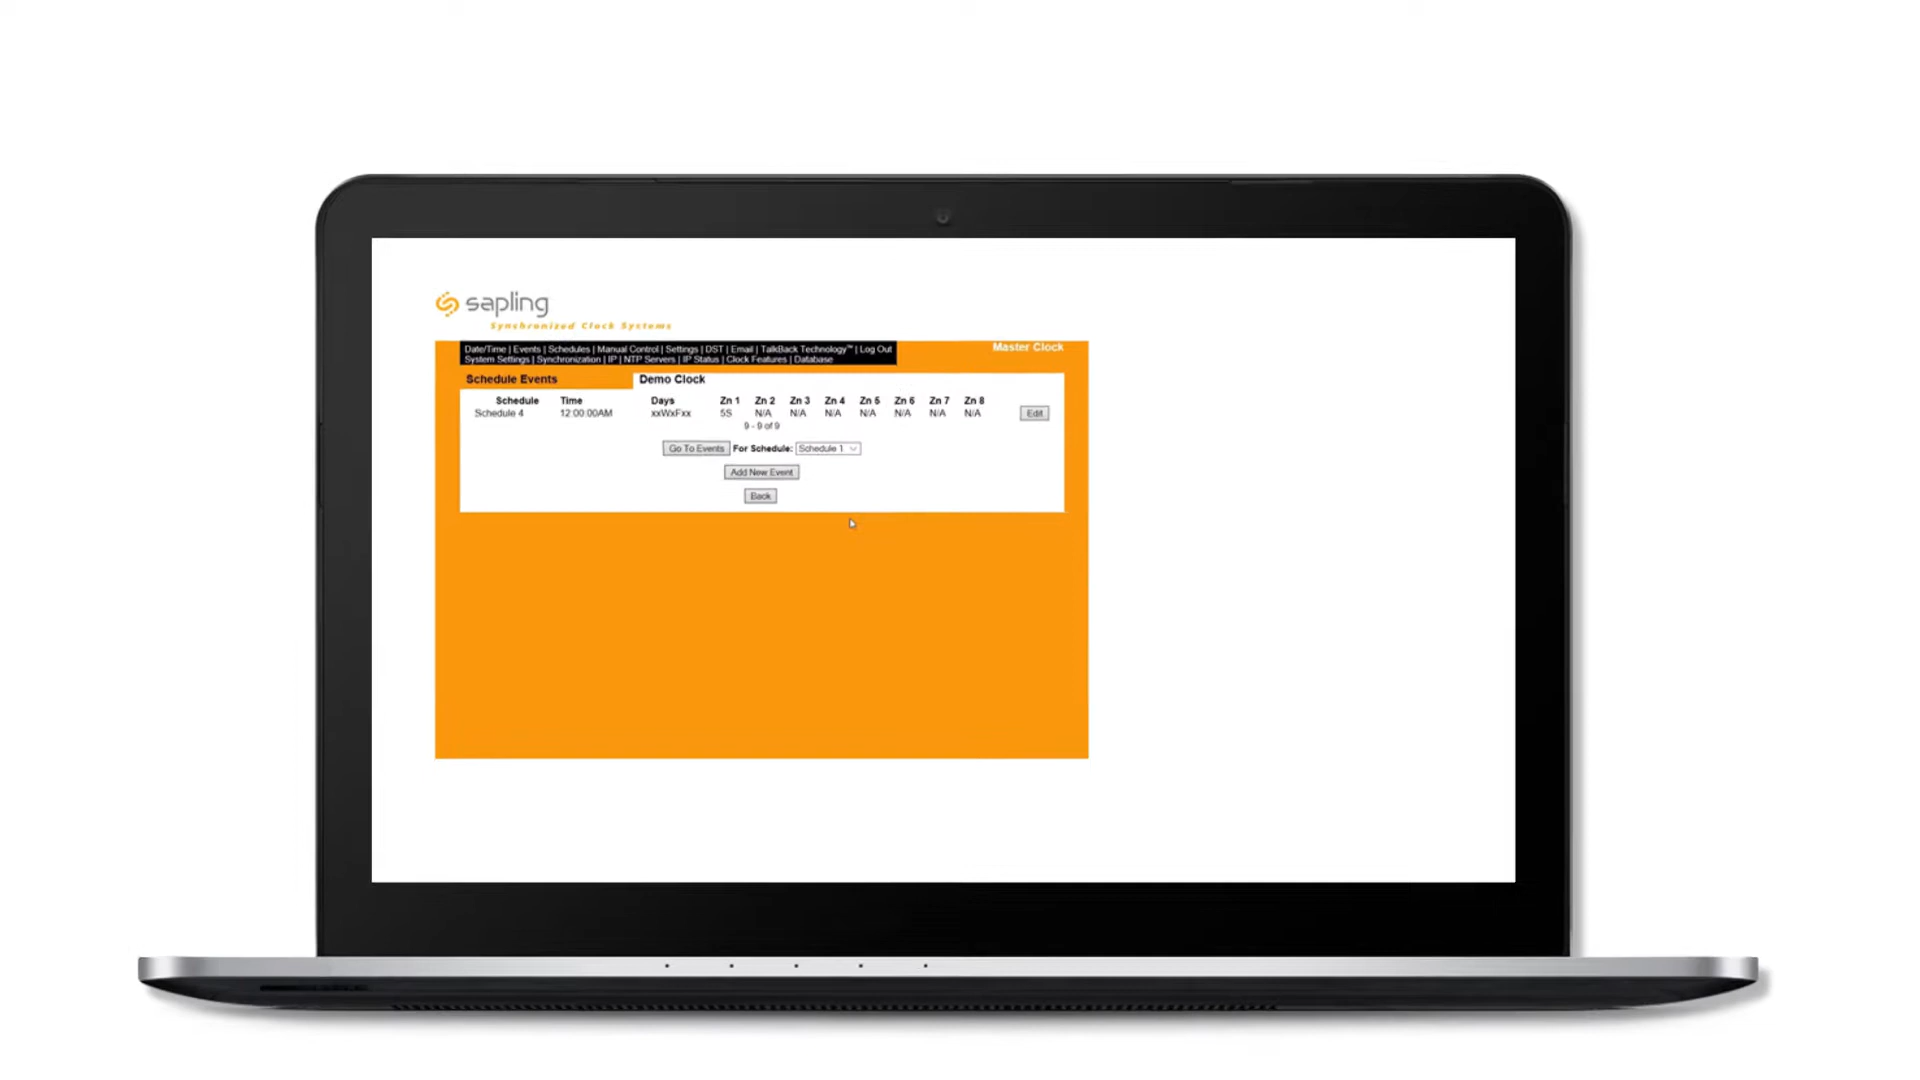 sapling
Synchronized Clock Systems
Date/Time | Events | Schedules | Manual Control | Settings | DST | Email | TalkBack Technology™ | Log Out
System Settings | Synchronization | IP | NTP Servers | IP Status | Clock Features | Database
Master Clock
Schedule Events
Demo Clock
Schedule Time Days Zn 1 Zn 2 Zn 3 Zn 4 Zn 5 Zn 6 Zn 7 Zn 8
Schedule 4 12:00:00AM xxWxFxx 5S N/A N/A N/A N/A N/A N/A N/A Edit
9 - 9 of 9
Go To Events For Schedule: Schedule 1
Add New Event
Back